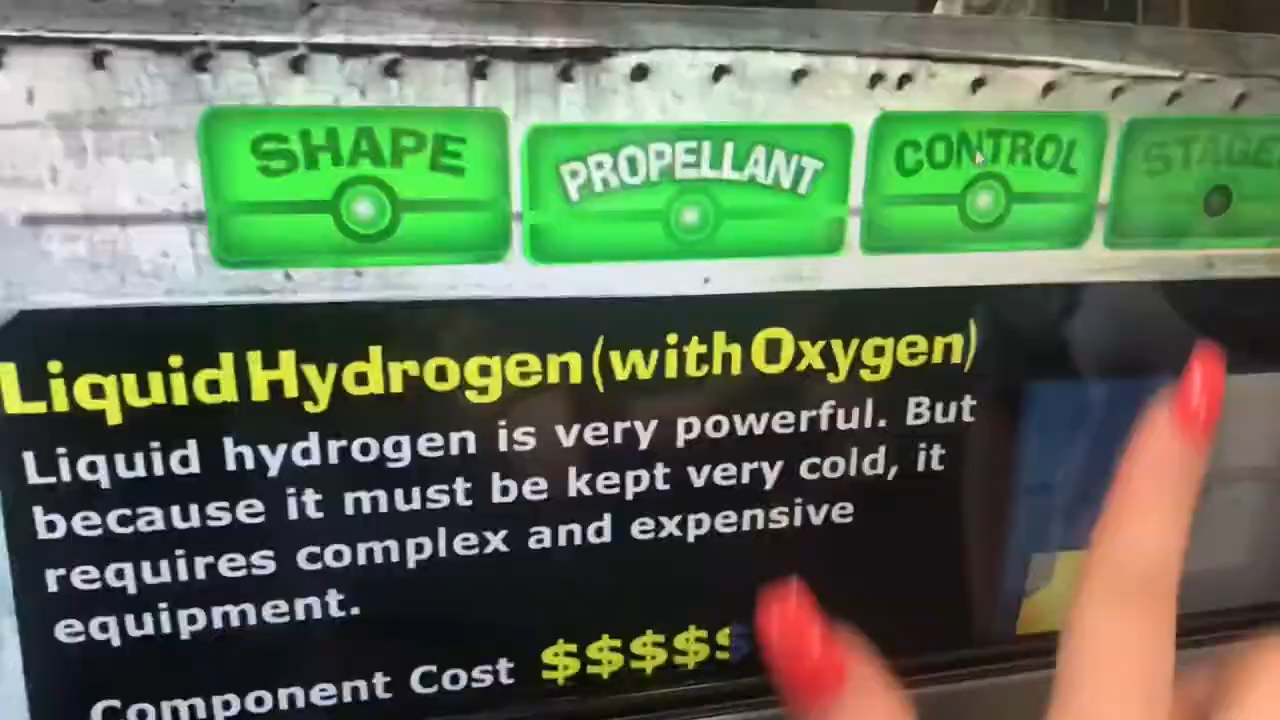 SHAPE PROPELLANT CONTROL STAGE
Liquid Hydrogen (with Oxygen)
Liquid hydrogen is very powerful. But
because it must be kept very cold, it
requires complex and expensive
equipment.
Component Cost $$$$$